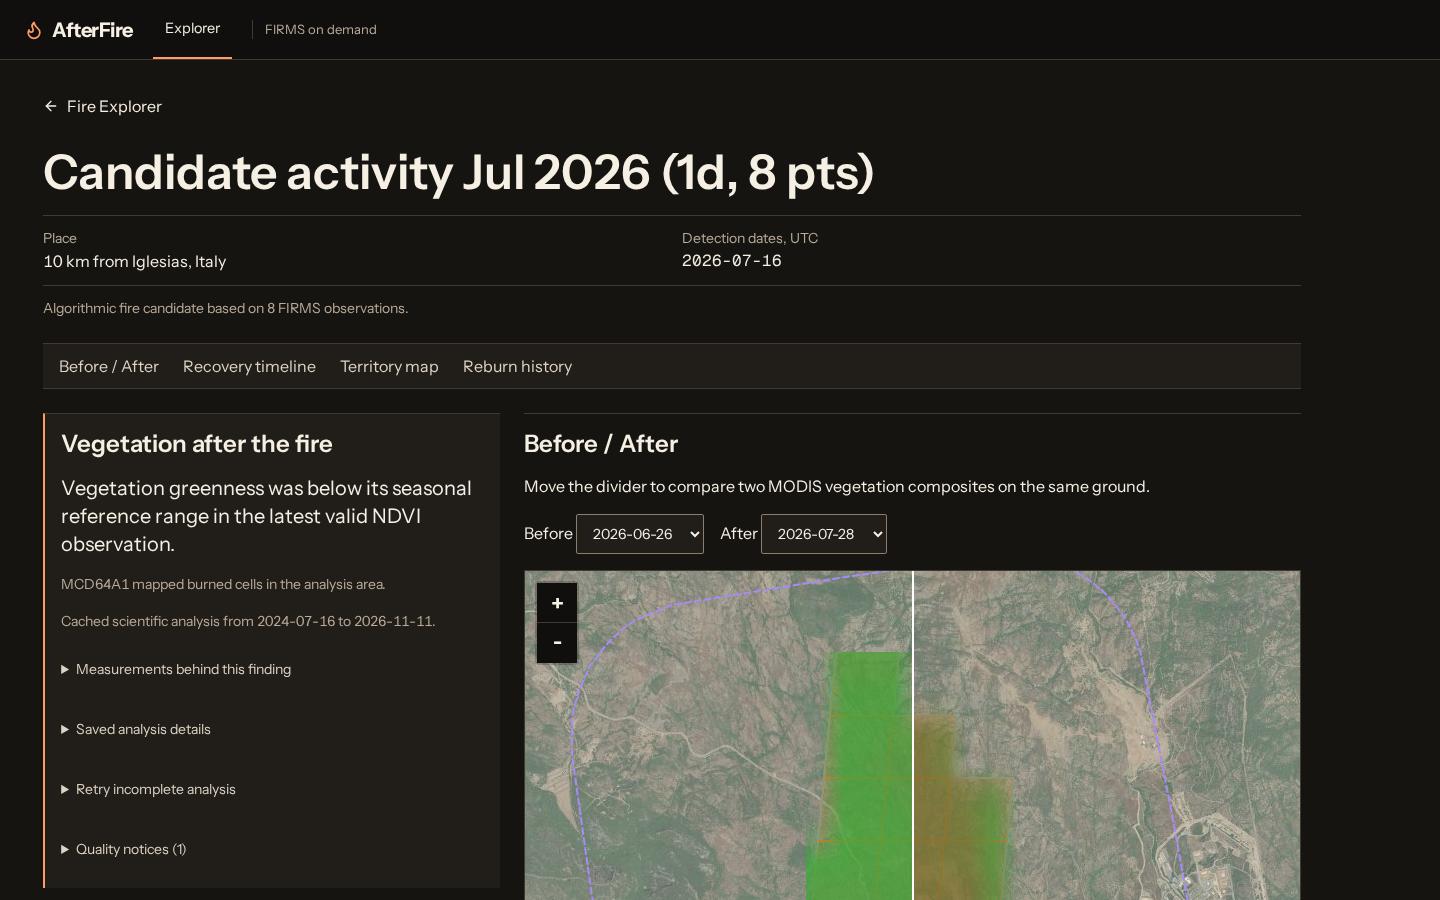 AfterFire
Explorer
FIRMS on demand
← Fire Explorer
Candidate activity Jul 2026 (1d, 8 pts)
Place
10 km from Iglesias, Italy
Detection dates, UTC
2026-07-16
Algorithmic fire candidate based on 8 FIRMS observations.
Before / After
Recovery timeline
Territory map
Reburn history
Vegetation after the fire
Vegetation greenness was below its seasonal
reference range in the latest valid NDVI
observation.
MCD64A1 mapped burned cells in the analysis area.
Cached scientific analysis from 2024-07-16 to 2026-11-11.
▶ Measurements behind this finding
▶ Saved analysis details
▶ Retry incomplete analysis
▶ Quality notices (1)
Before / After
Move the divider to compare two MODIS vegetation composites on the same ground.
Before 2026-06-26 After 2026-07-28
+
-